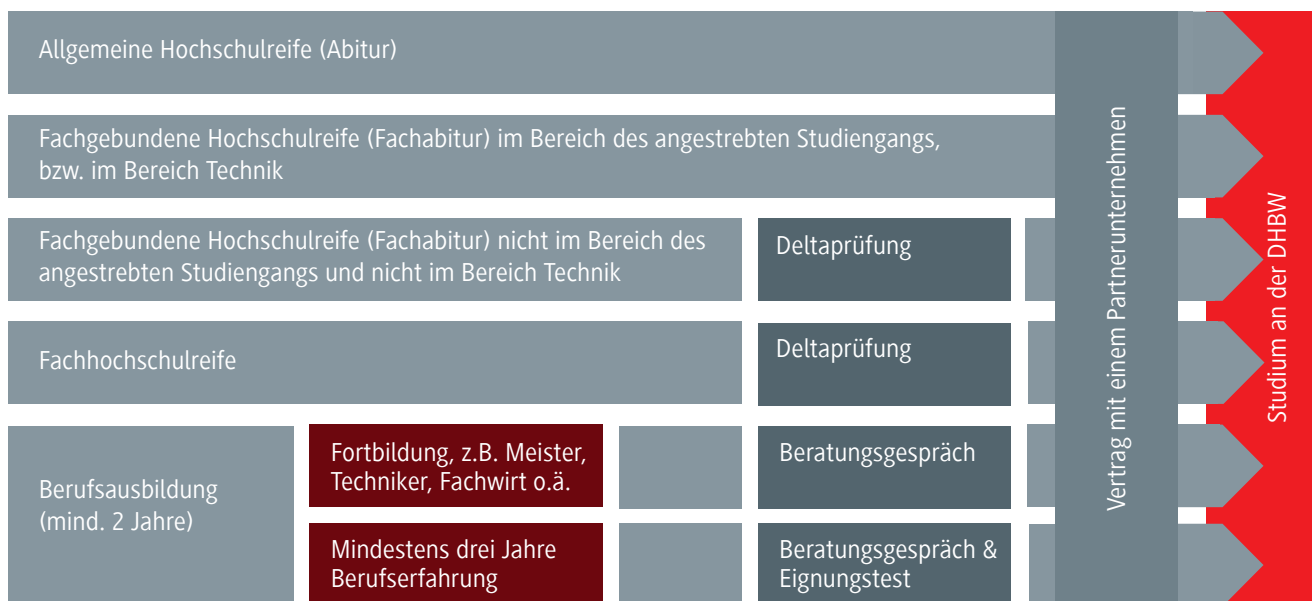 Allgemeine Hochschulreife (Abitur)
Fachgebundene Hochschulreife (Fachabitur) im Bereich des angestrebten Studiengangs,
bzw. im Bereich Technik
Fachgebundene Hochschulreife (Fachabitur) nicht im Bereich des
angestrebten Studiengangs und nicht im Bereich Technik
Deltaprüfung
Fachhochschulreife
Deltaprüfung
Berufsausbildung
(mind. 2 Jahre)
Fortbildung, z.B. Meister,
Techniker, Fachwirt o.ä.
Beratungsgespräch
Mindestens drei Jahre
Berufserfahrung
Beratungsgespräch &
Eignungstest
Vertrag mit einem Partnerunternehmen
Studium an der DHBW